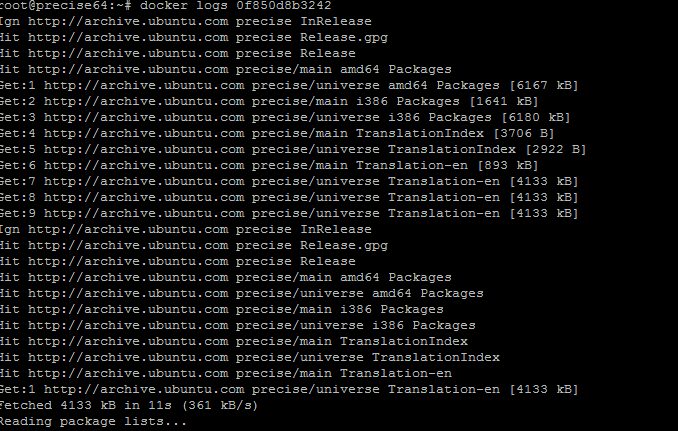 root@precise64:~# docker logs 0f850d8b3242
Ign http://archive.ubuntu.com precise InRelease
Hit http://archive.ubuntu.com precise Release.gpg
Hit http://archive.ubuntu.com precise Release
Hit http://archive.ubuntu.com precise/main amd64 Packages
Get:1 http://archive.ubuntu.com precise/universe amd64 Packages [6167 kB]
Get:2 http://archive.ubuntu.com precise/main i386 Packages [1641 kB]
Get:3 http://archive.ubuntu.com precise/universe i386 Packages [6180 kB]
Get:4 http://archive.ubuntu.com precise/main TranslationIndex [3706 B]
Get:5 http://archive.ubuntu.com precise/universe TranslationIndex [2922 B]
Get:6 http://archive.ubuntu.com precise/main Translation-en [893 kB]
Get:7 http://archive.ubuntu.com precise/universe Translation-en [4133 kB]
Get:8 http://archive.ubuntu.com precise/universe Translation-en [4133 kB]
Get:9 http://archive.ubuntu.com precise/universe Translation-en [4133 kB]
Ign http://archive.ubuntu.com precise InRelease
Hit http://archive.ubuntu.com precise Release.gpg
Hit http://archive.ubuntu.com precise Release
Hit http://archive.ubuntu.com precise/main amd64 Packages
Hit http://archive.ubuntu.com precise/universe amd64 Packages
Hit http://archive.ubuntu.com precise/main i386 Packages
Hit http://archive.ubuntu.com precise/universe i386 Packages
Hit http://archive.ubuntu.com precise/main TranslationIndex
Hit http://archive.ubuntu.com precise/universe TranslationIndex
Hit http://archive.ubuntu.com precise/main Translation-en
Get:1 http://archive.ubuntu.com precise/universe Translation-en [4133 kB]
Fetched 4133 kB in 11s (361 kB/s)
Reading package lists...